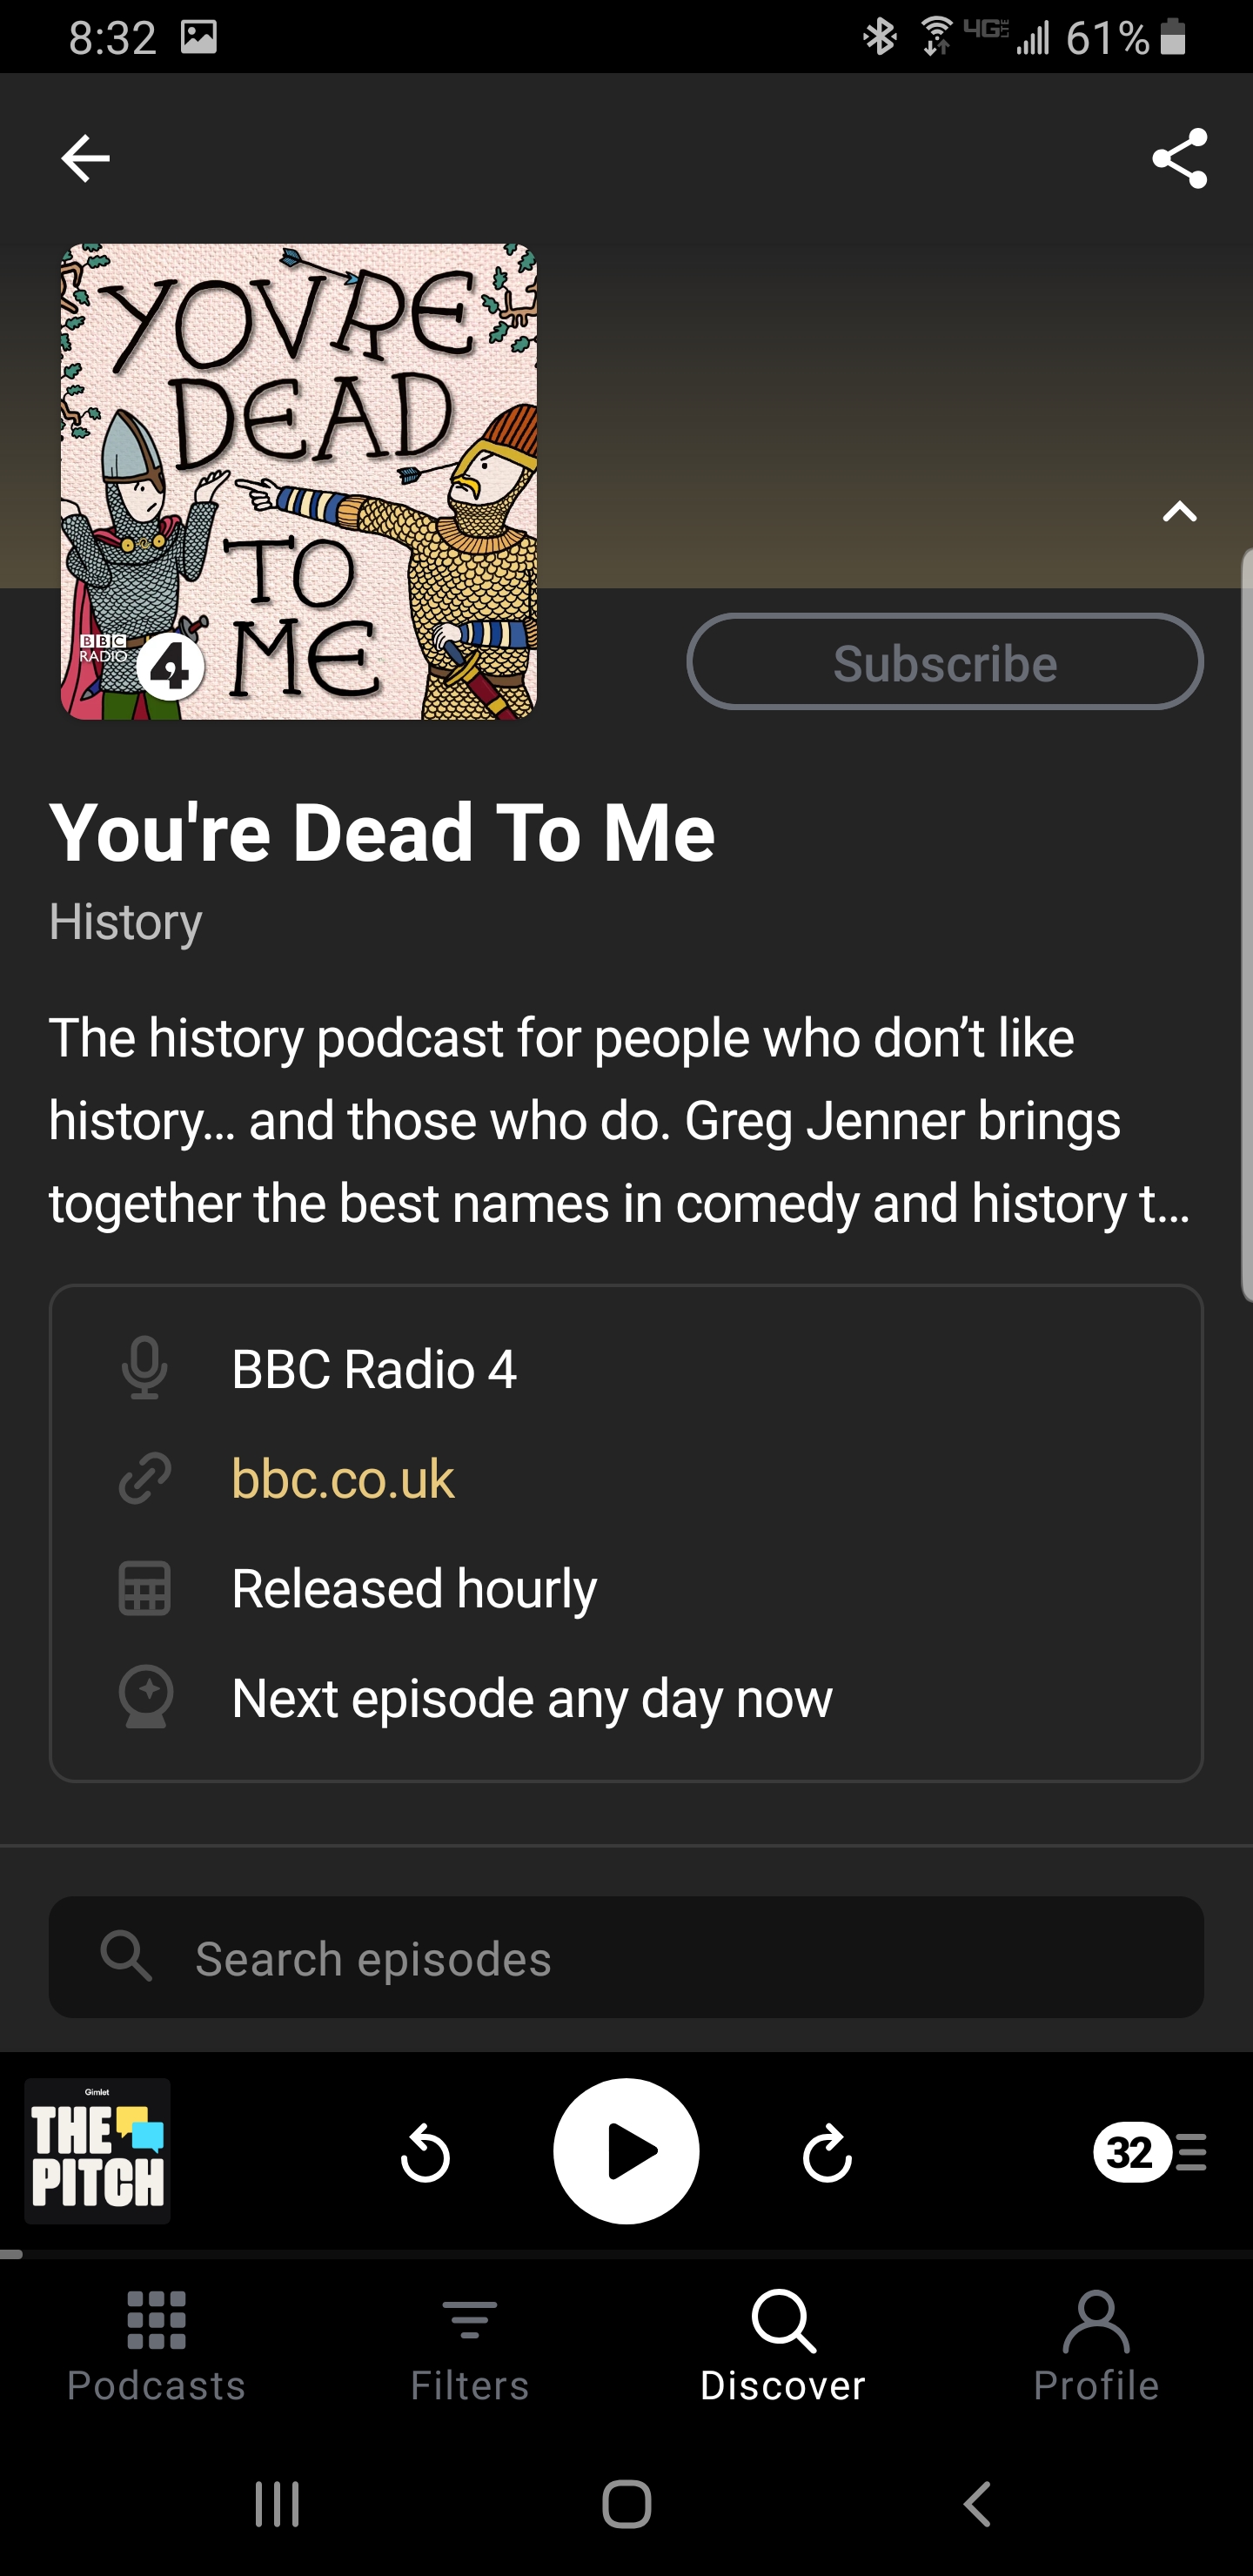 8:32
4G LTE
61%
YOVRE
DEAD
TO
ME
BBC
RADIO
4
Subscribe
You're Dead To Me
History
The history podcast for people who don’t like
history... and those who do. Greg Jenner brings
together the best names in comedy and history t...
BBC Radio 4
bbc.co.uk
Released hourly
Next episode any day now
Search episodes
Gimlet
THE
PITCH
32
Podcasts
Filters
Discover
Profile